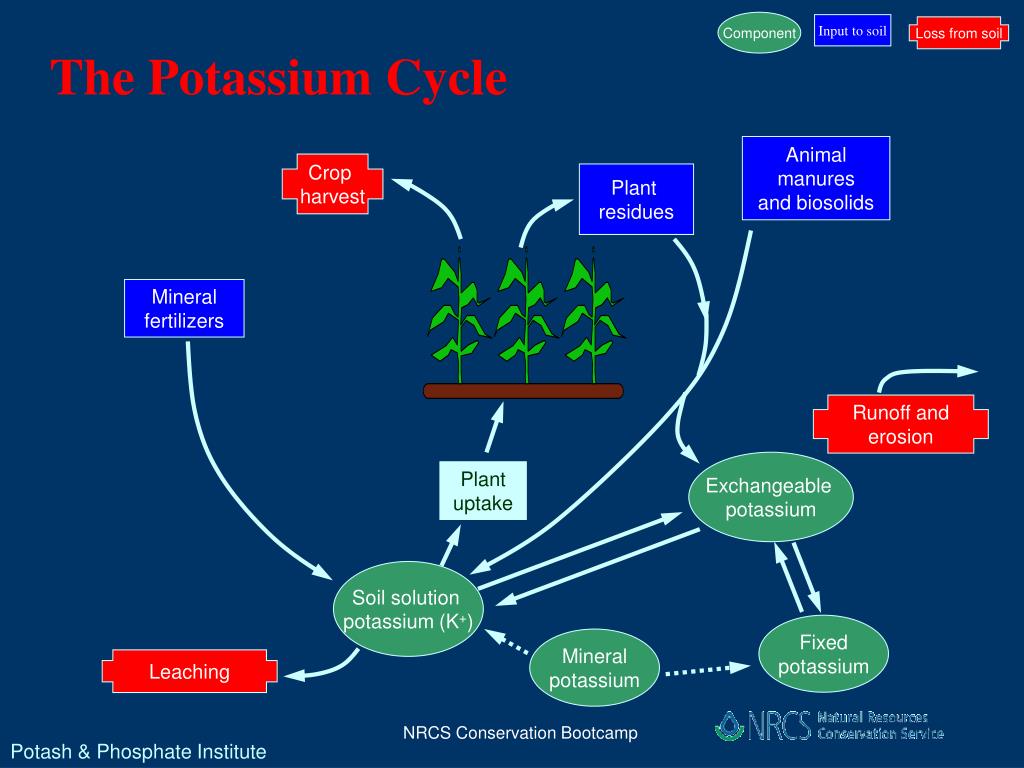 Component
Input to soil
Loss from soil
The Potassium Cycle
Animal
manures
and biosolids
Crop
harvest
Plant
residues
Mineral
fertilizers
Runoff and
erosion
Plant
uptake
Exchangeable
potassium
Soil solution
potassium (K⁺)
Fixed
potassium
Mineral
potassium
Leaching
NRCS Natural Resources
Conservation Service
NRCS Conservation Bootcamp
Potash & Phosphate Institute